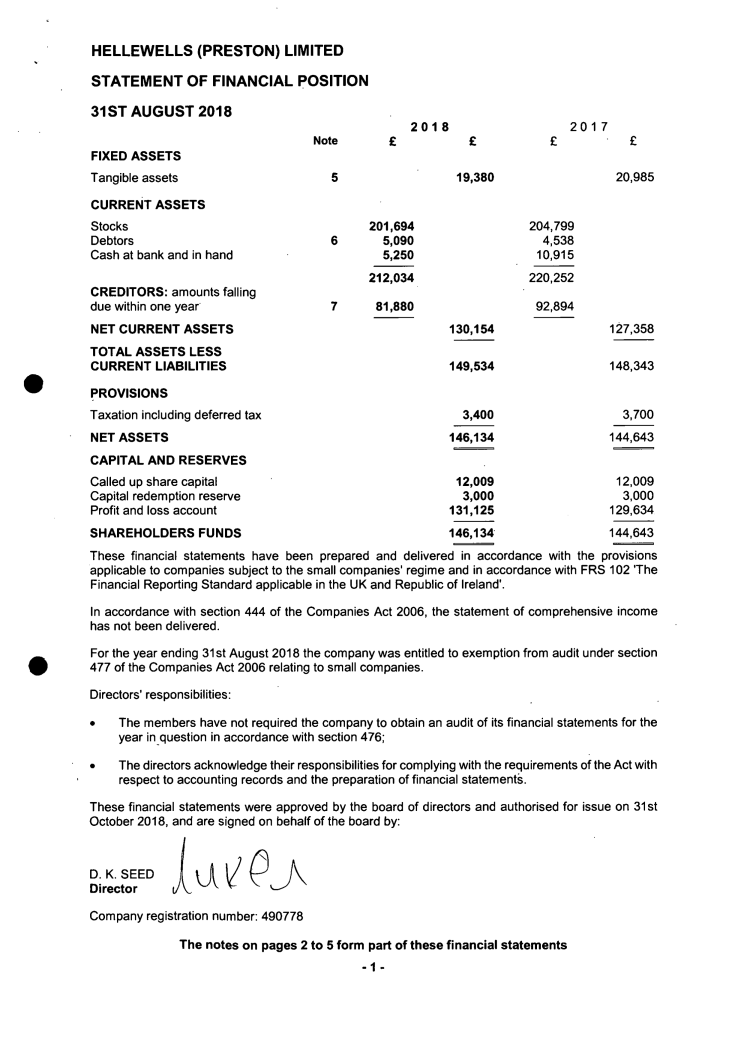 HELLEWELLS (PRESTON) LIMITED
STATEMENT OF FINANCIAL POSITION
31ST AUGUST 2018
2018 2017
Note £ £ £ £
FIXED ASSETS
Tangible assets 5 19,380 20,985
CURRENT ASSETS
Stocks 201,694 204,799
Debtors 6 5,090 4,538
Cash at bank and in hand 5,250 10,915
212,034 220,252
CREDITORS: amounts falling
due within one year 7 81,880 92,894
NET CURRENT ASSETS 130,154 127,358
TOTAL ASSETS LESS
CURRENT LIABILITIES 149,534 148,343
PROVISIONS
Taxation including deferred tax 3,400 3,700
NET ASSETS 146,134 144,643
CAPITAL AND RESERVES
Called up share capital 12,009 12,009
Capital redemption reserve 3,000 3,000
Profit and loss account 131,125 129,634
SHAREHOLDERS FUNDS 146,134 144,643
These financial statements have been prepared and delivered in accordance with the provisions
applicable to companies subject to the small companies' regime and in accordance with FRS 102 'The
Financial Reporting Standard applicable in the UK and Republic of Ireland'.
In accordance with section 444 of the Companies Act 2006, the statement of comprehensive income
has not been delivered.
For the year ending 31st August 2018 the company was entitled to exemption from audit under section
477 of the Companies Act 2006 relating to small companies.
Directors' responsibilities:
• The members have not required the company to obtain an audit of its financial statements for the
year in question in accordance with section 476;
• The directors acknowledge their responsibilities for complying with the requirements of the Act with
respect to accounting records and the preparation of financial statements.
These financial statements were approved by the board of directors and authorised for issue on 31st
October 2018, and are signed on behalf of the board by:
D. K. SEED
Director
Company registration number: 490778
The notes on pages 2 to 5 form part of these financial statements
- 1 -